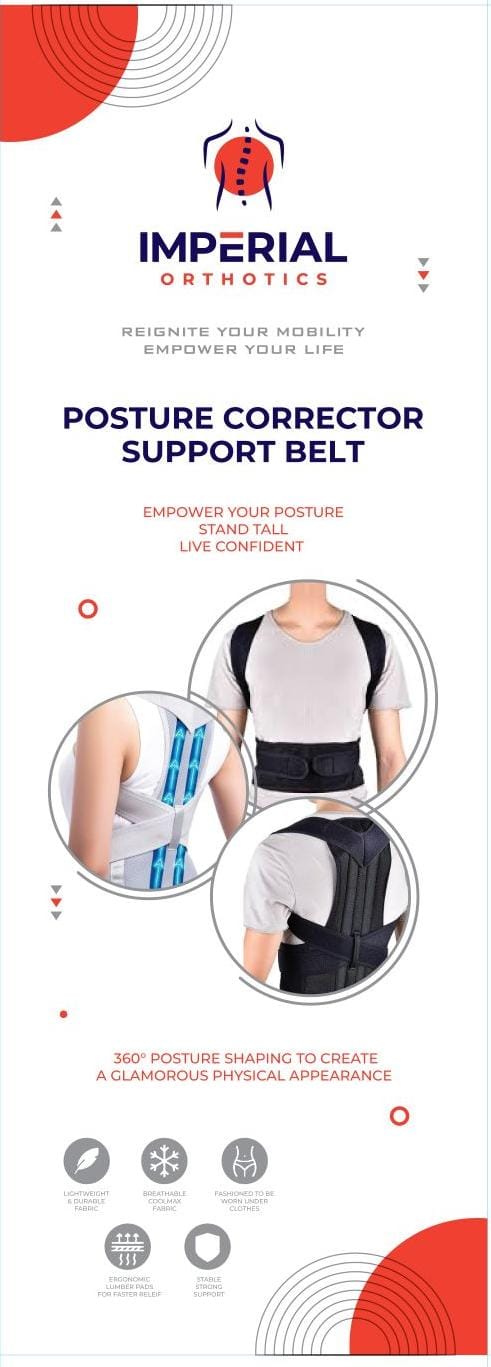 IMPERIAL
ORTHOTICS
REIGNITE YOUR MOBILITY
EMPOWER YOUR LIFE
POSTURE CORRECTOR
SUPPORT BELT
EMPOWER YOUR POSTURE
STAND TALL
LIVE CONFIDENT
360° POSTURE SHAPING TO CREATE
A GLAMOROUS PHYSICAL APPEARANCE
LIGHTWEIGHT
& DURABLE
FABRIC
BREATHABLE
COOLMAX
FABRIC
FASHIONED TO BE
WORN UNDER
CLOTHES
ERGONOMIC
LUMBER PADS
FOR FASTER RELEIF
STABLE
STRONG
SUPPORT